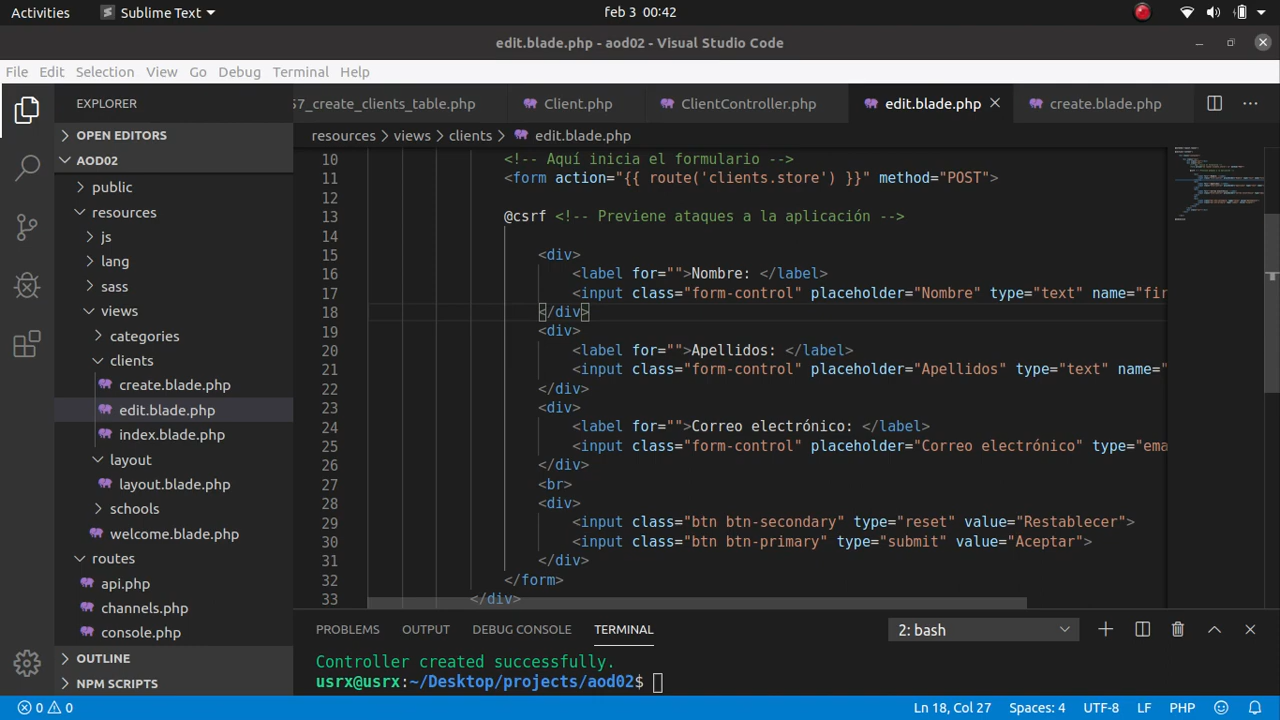 Activities Sublime Text feb 3 00:42
edit.blade.php - aod02 - Visual Studio Code
File Edit Selection View Go Debug Terminal Help
EXPLORER
OPEN EDITORS
AOD02
public
resources
js
lang
sass
views
categories
clients
create.blade.php
edit.blade.php
index.blade.php
layout
layout.blade.php
schools
welcome.blade.php
routes
api.php
channels.php
console.php
OUTLINE
NPM SCRIPTS
57_create_clients_table.php Client.php ClientController.php edit.blade.php create.blade.php
resources > views > clients > edit.blade.php
10 <!-- Aquí inicia el formulario -->
11 <form action="{{ route('clients.store') }}" method="POST">
12
13 @csrf <!-- Previene ataques a la aplicación -->
14
15 <div>
16 <label for="">Nombre: </label>
17 <input class="form-control" placeholder="Nombre" type="text" name="fir
18 </div>
19 <div>
20 <label for="">Apellidos: </label>
21 <input class="form-control" placeholder="Apellidos" type="text" name="
22 </div>
23 <div>
24 <label for="">Correo electrónico: </label>
25 <input class="form-control" placeholder="Correo electrónico" type="ema
26 </div>
27 <br>
28 <div>
29 <input class="btn btn-secondary" type="reset" value="Restablecer">
30 <input class="btn btn-primary" type="submit" value="Aceptar">
31 </div>
32 </form>
33 </div>
PROBLEMS OUTPUT DEBUG CONSOLE TERMINAL 2: bash
Controller created successfully.
usrx@usrx:~/Desktop/projects/aod02$
0 0 Ln 18, Col 27 Spaces: 4 UTF-8 LF PHP